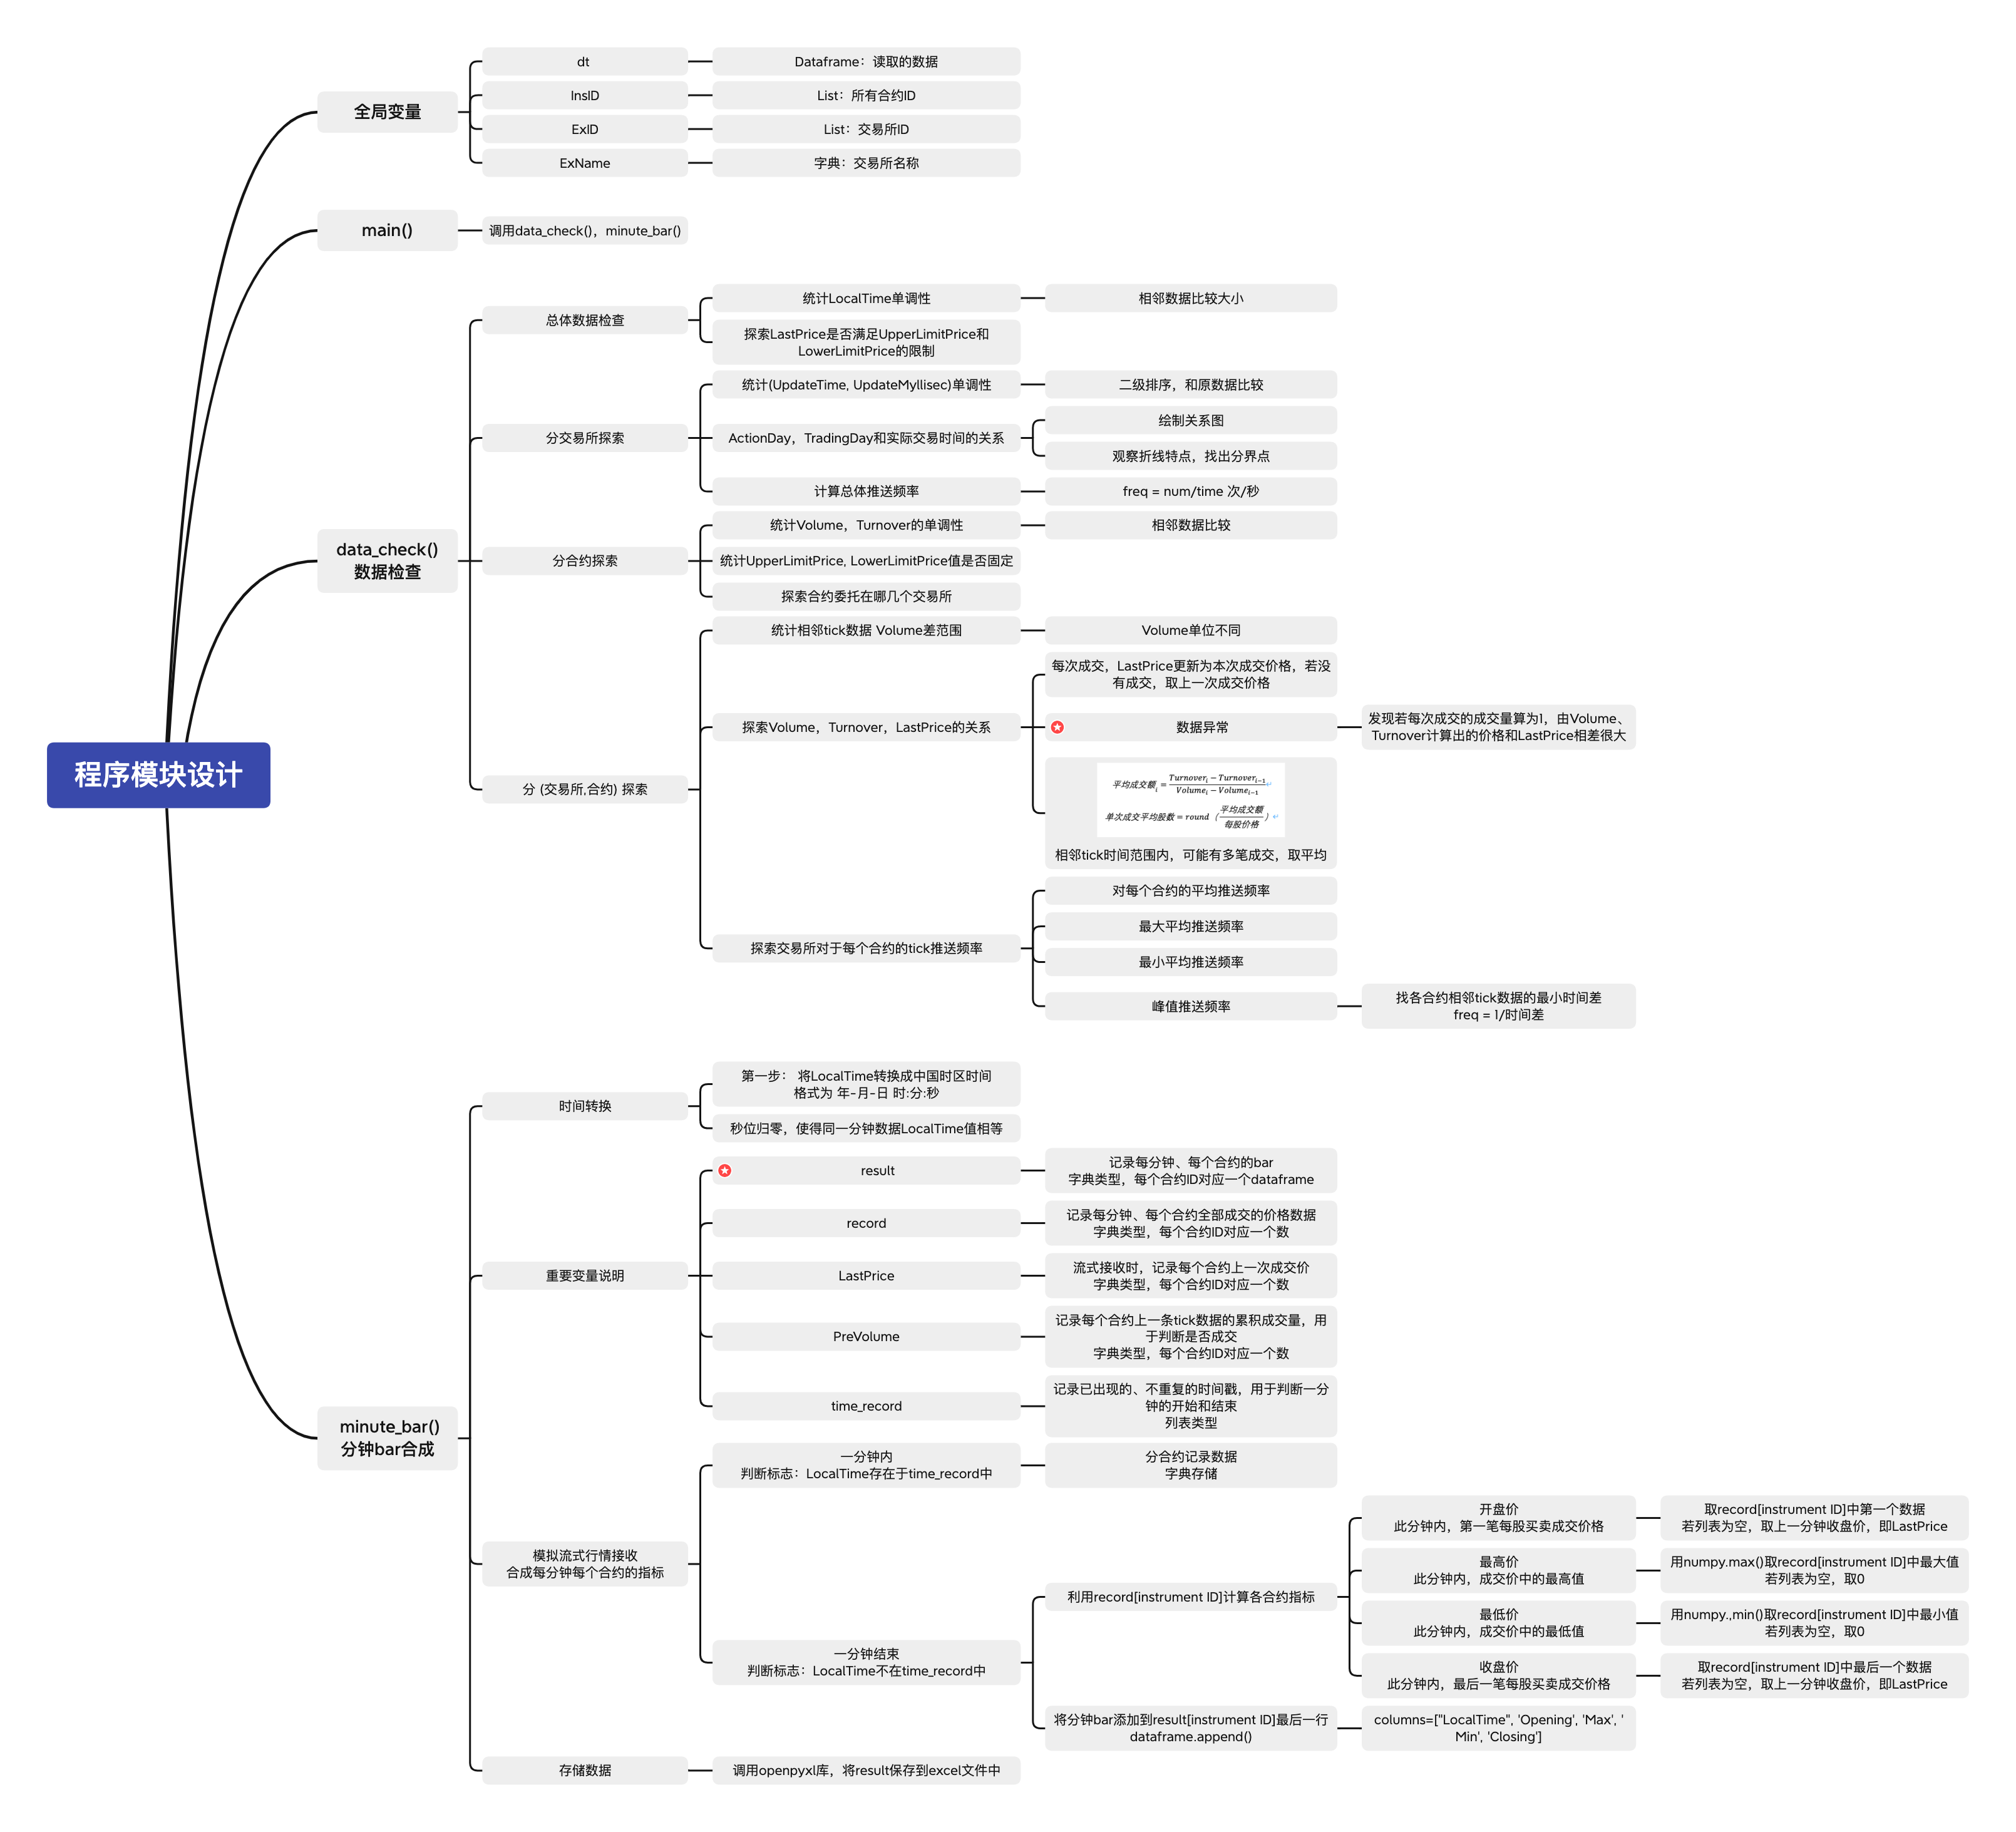 程序模块设计
全局变量
dt
Dataframe：读取的数据
InsID
List：所有合约ID
ExID
List：交易所ID
ExName
字典：交易所名称
main()
调用data_check()，minute_bar()
data_check()
数据检查
总体数据检查
统计LocalTime单调性
相邻数据比较大小
探索LastPrice是否满足UpperLimitPrice和
LowerLimitPrice的限制
分交易所探索
统计(UpdateTime, UpdateMyllisec)单调性
二级排序，和原数据比较
ActionDay，TradingDay和实际交易时间的关系
绘制关系图
观察折线特点，找出分界点
计算总体推送频率
freq = num/time 次/秒
分合约探索
统计Volume，Turnover的单调性
相邻数据比较
统计UpperLimitPrice, LowerLimitPrice值是否固定
探索合约委托在哪几个交易所
分 (交易所,合约) 探索
统计相邻tick数据 Volume差范围
Volume单位不同
探索Volume，Turnover，LastPrice的关系
每次成交，LastPrice更新为本次成交价格，若没
有成交，取上一次成交价格
数据异常
发现若每次成交的成交量算为1，由Volume、
Turnover计算出的价格和LastPrice相差很大
平均成交额i = (Turnoveri − Turnoveri−1) / (Volumei − Volumei−1)
单次成交平均股数 = round（平均成交额 / 每股价格）
相邻tick时间范围内，可能有多笔成交，取平均
探索交易所对于每个合约的tick推送频率
对每个合约的平均推送频率
最大平均推送频率
最小平均推送频率
峰值推送频率
找各合约相邻tick数据的最小时间差
freq = 1/时间差
minute_bar()
分钟bar合成
时间转换
第一步： 将LocalTime转换成中国时区时间
格式为 年-月-日 时:分:秒
秒位归零，使得同一分钟数据LocalTime值相等
重要变量说明
result
记录每分钟、每个合约的bar
字典类型，每个合约ID对应一个dataframe
record
记录每分钟、每个合约全部成交的价格数据
字典类型，每个合约ID对应一个数
LastPrice
流式接收时，记录每个合约上一次成交价
字典类型，每个合约ID对应一个数
PreVolume
记录每个合约上一条tick数据的累积成交量，用
于判断是否成交
字典类型，每个合约ID对应一个数
time_record
记录已出现的、不重复的时间戳，用于判断一分
钟的开始和结束
列表类型
模拟流式行情接收
合成每分钟每个合约的指标
一分钟内
判断标志：LocalTime存在于time_record中
分合约记录数据
字典存储
一分钟结束
判断标志：LocalTime不在time_record中
利用record[instrument ID]计算各合约指标
开盘价
此分钟内，第一笔每股买卖成交价格
取record[instrument ID]中第一个数据
若列表为空，取上一分钟收盘价，即LastPrice
最高价
此分钟内，成交价中的最高值
用numpy.max()取record[instrument ID]中最大值
若列表为空，取0
最低价
此分钟内，成交价中的最低值
用numpy.,min()取record[instrument ID]中最小值
若列表为空，取0
收盘价
此分钟内，最后一笔每股买卖成交价格
取record[instrument ID]中最后一个数据
若列表为空，取上一分钟收盘价，即LastPrice
将分钟bar添加到result[instrument ID]最后一行
dataframe.append()
columns=["LocalTime", 'Opening', 'Max', '
Min', 'Closing']
存储数据
调用openpyxl库，将result保存到excel文件中